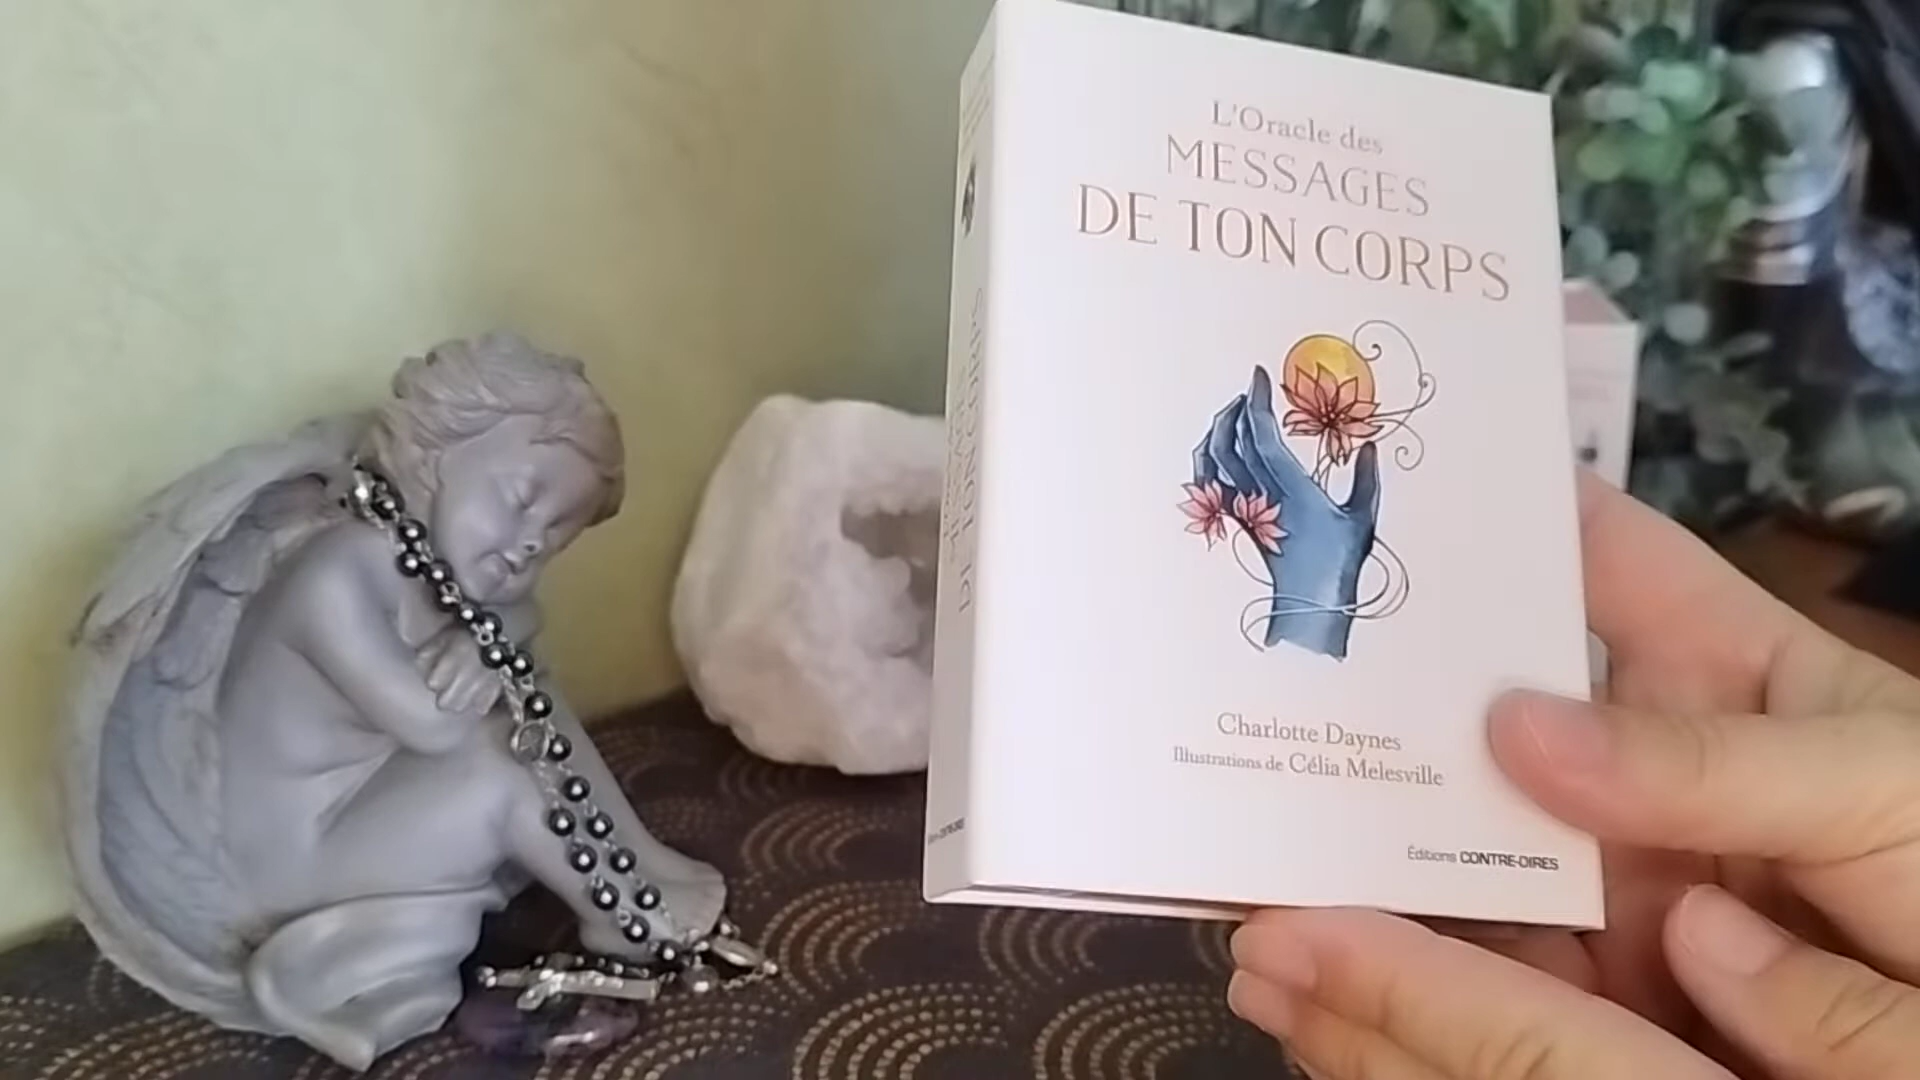 L'Oracle des
MESSAGES
DE TON CORPS
Charlotte Daynes
Illustrations de Célia Melesville
Éditions CONTRE-DIRES